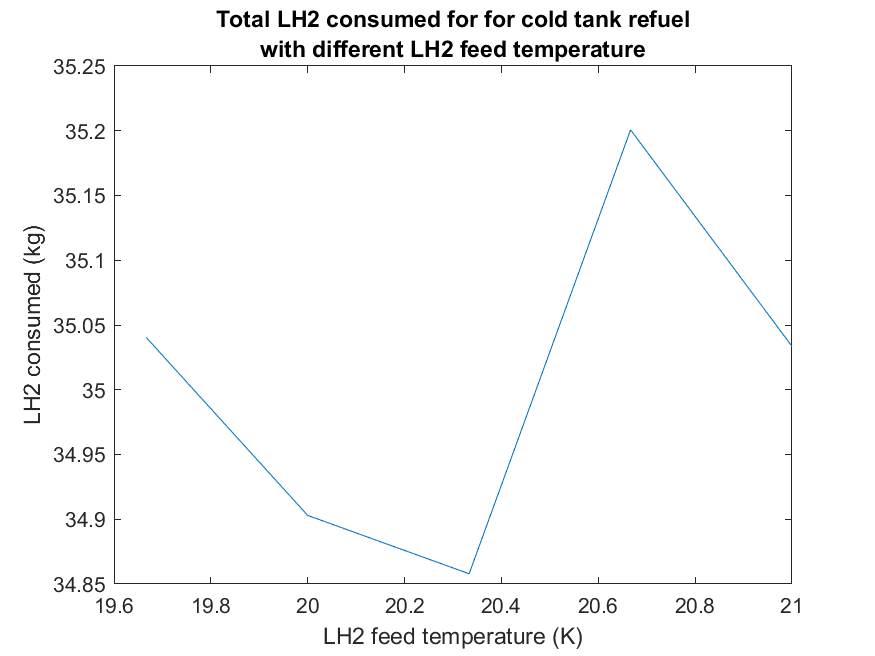 Total LH2 consumed for for cold tank refuel
with different LH2 feed temperature
35.25
35.2
35.15
35.1
35.05
35
34.95
34.9
34.85
LH2 consumed (kg)
19.6 19.8 20 20.2 20.4 20.6 20.8 21
LH2 feed temperature (K)